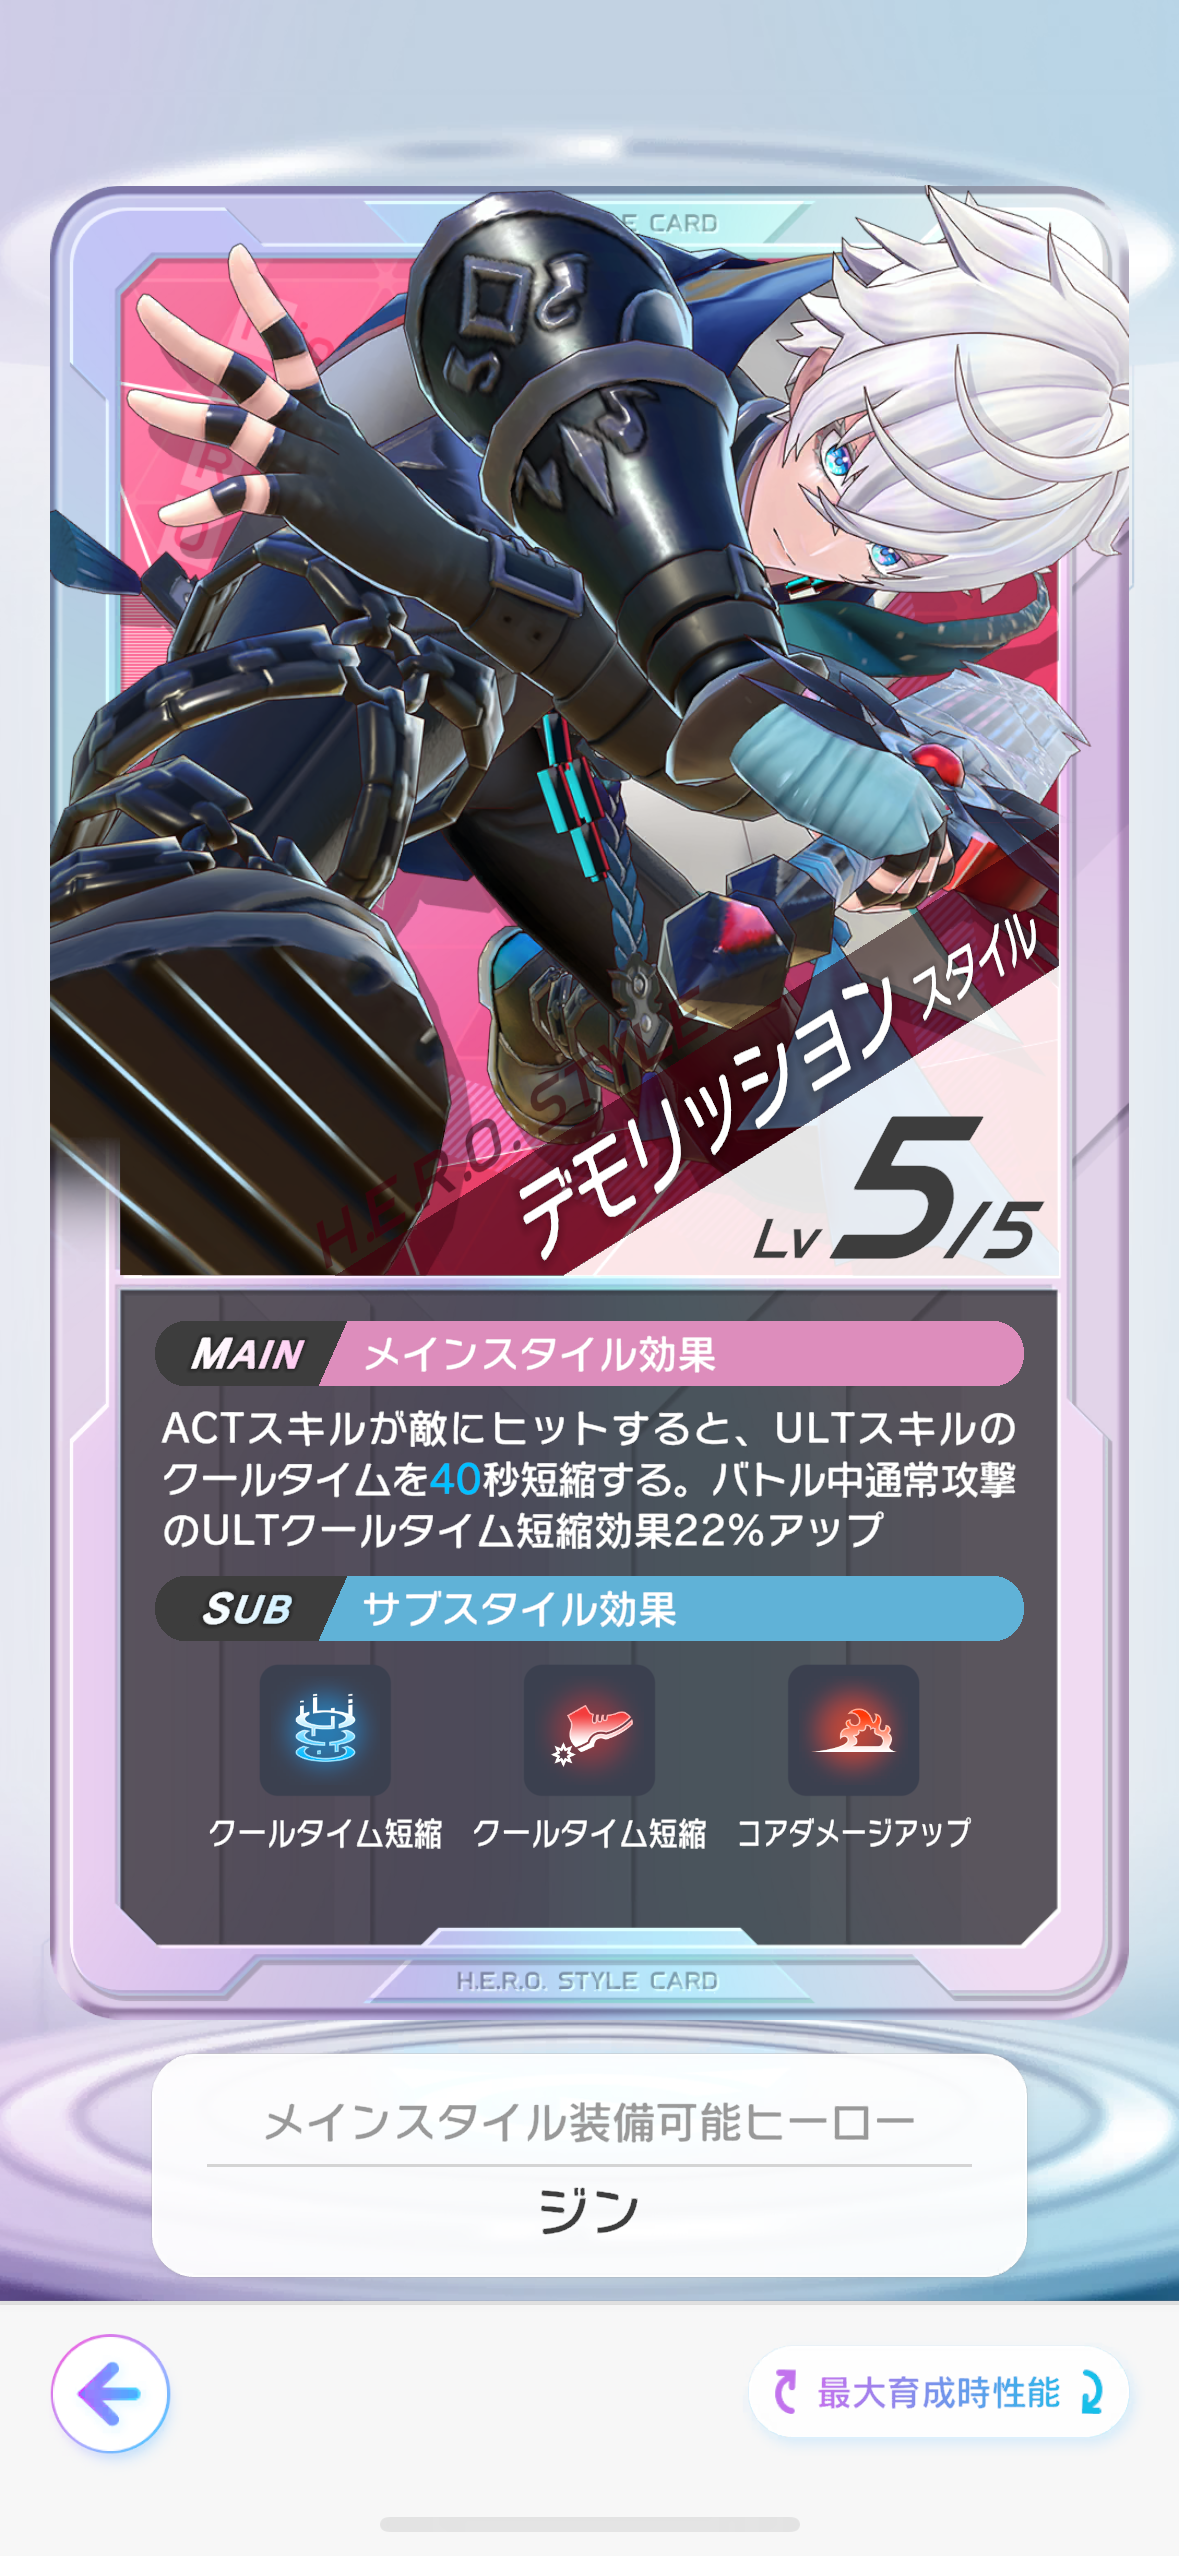 E CARD
H.E.R.O. STYLE
デモリッションスタイル
Lv 5/5
MAIN メインスタイル効果
ACTスキルが敵にヒットすると、ULTスキルの
クールタイムを40秒短縮する。バトル中通常攻撃
のULTクールタイム短縮効果22%アップ
SUB サブスタイル効果
クールタイム短縮 クールタイム短縮 コアダメージアップ
H.E.R.O. STYLE CARD
メインスタイル装備可能ヒーロー
ジン
最大育成時性能